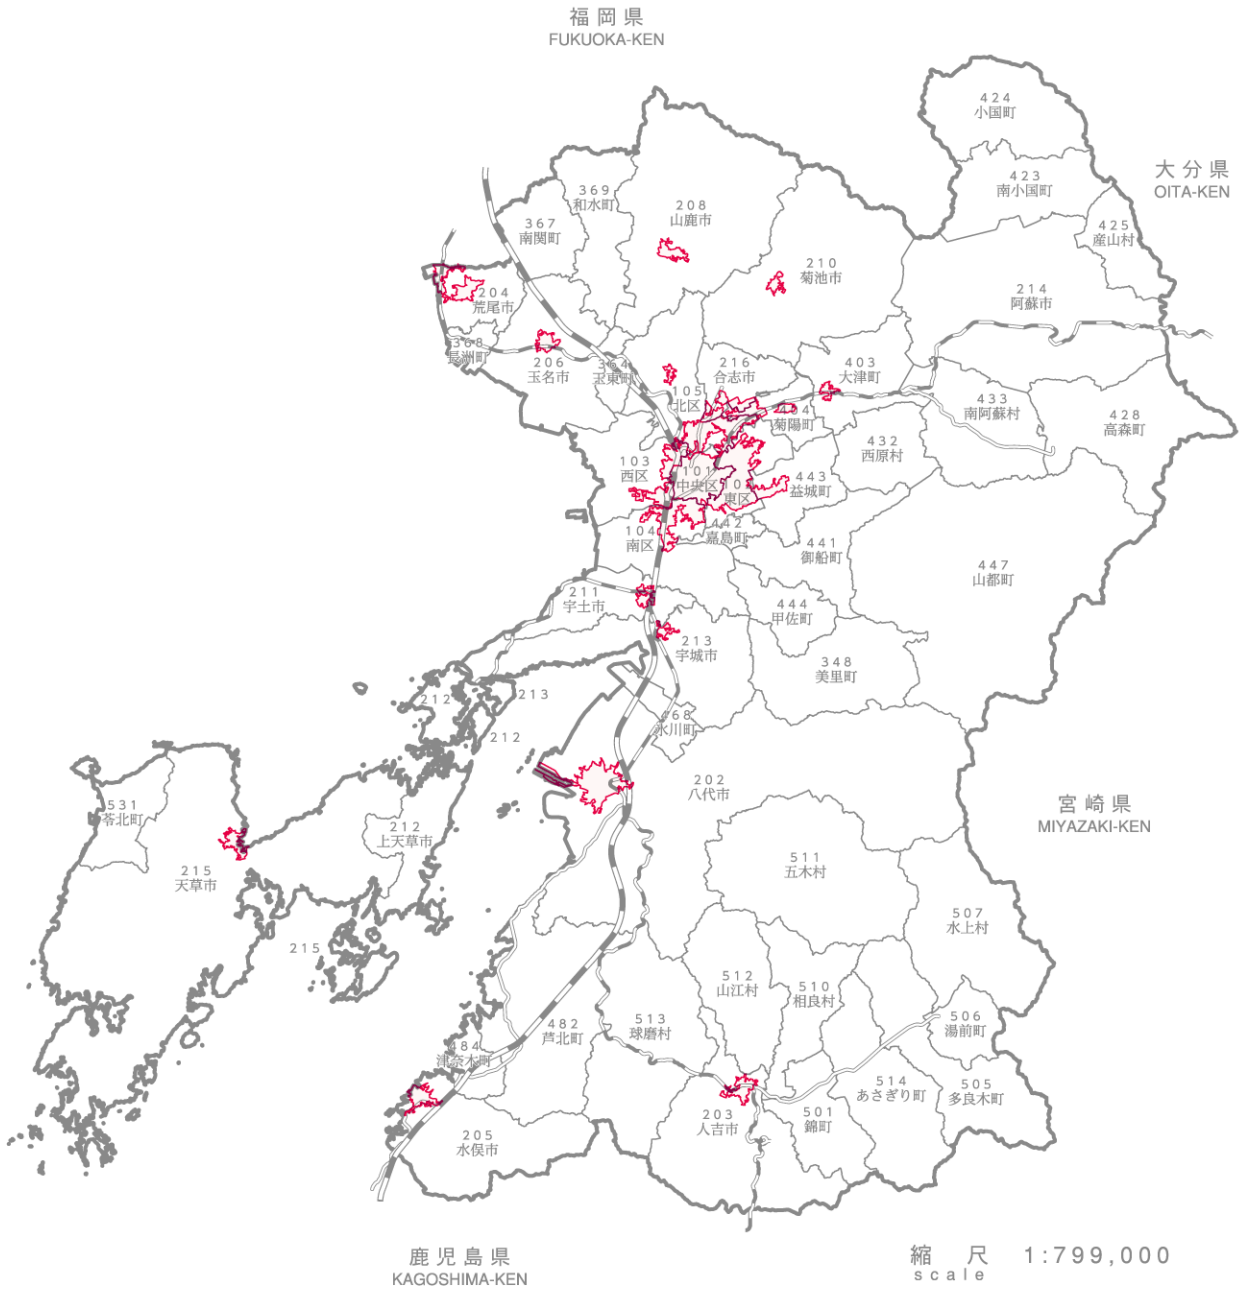 福岡県
FUKUOKA-KEN
424
小国町
大分県
OITA-KEN
423
南小国町
369
和水町
208
山鹿市
367
南関町
425
産山村
210
菊池市
214
阿蘇市
204
荒尾市
368
長洲町
206
玉名市
364
玉東町
216
合志市
403
大津町
105
北区
404
菊陽町
433
南阿蘇村
428
高森町
432
西原村
103
西区
101
中央区
102
東区
443
益城町
104
南区
442
嘉島町
441
御船町
447
山都町
211
宇土市
444
甲佐町
213
宇城市
348
美里町
212
213
468
氷川町
212
202
八代市
531
苓北町
212
上天草市
宮崎県
MIYAZAKI-KEN
215
天草市
511
五木村
507
水上村
215
512
山江村
510
相良村
513
球磨村
482
芦北町
506
湯前町
484
津奈木町
514
あさぎり町
505
多良木町
203
人吉市
501
錦町
205
水俣市
鹿児島県
KAGOSHIMA-KEN
縮尺 1:799,000
scale